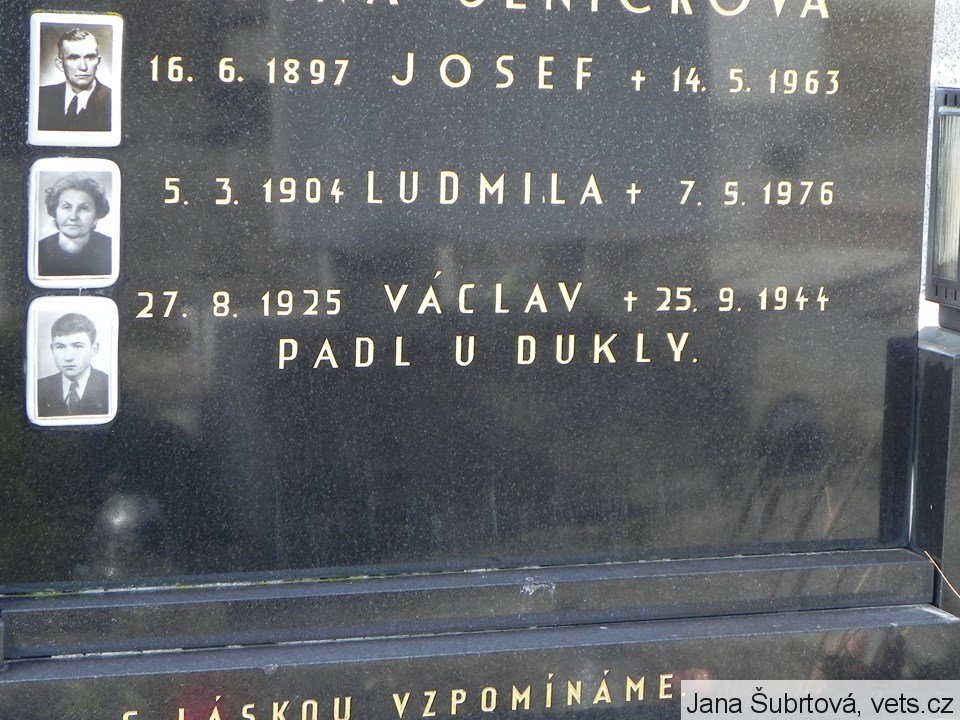 16. 6. 1897 JOSEF + 14. 5. 1963
5. 3. 1904 LUDMILA + 7. 5. 1976
27. 8. 1925 VÁCLAV + 25. 9. 1944
PADL U DUKLY.
S LÁSKOU VZPOMÍNÁME.
Jana Šubrtová, vets.cz